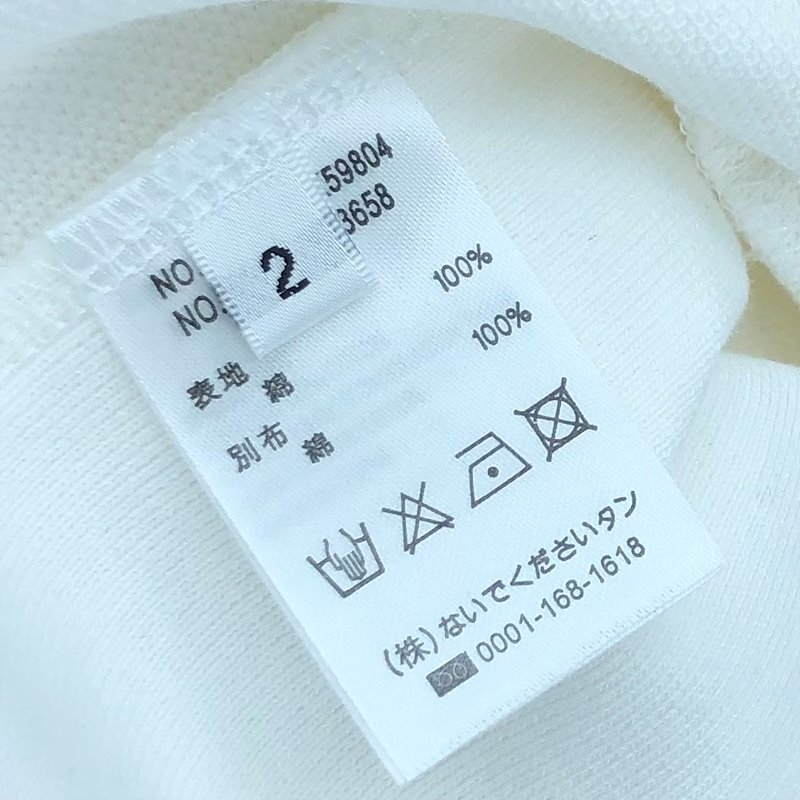 NO. 59804
NO. 3658
2
表地 綿 100%
別布 綿 100%
(株)ないでくださいタン
0001-168-1618